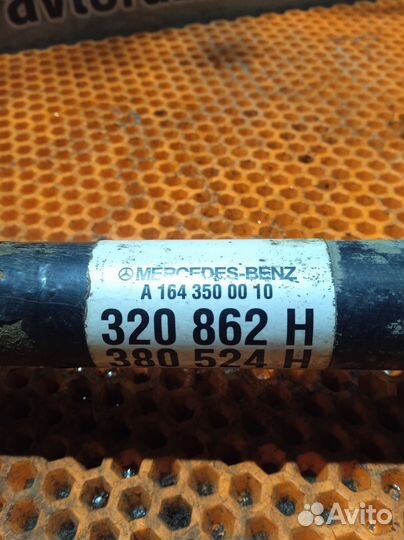 MERCEDES-BENZ
A 164 350 00 10
320 862 H
380 524 H
Avito